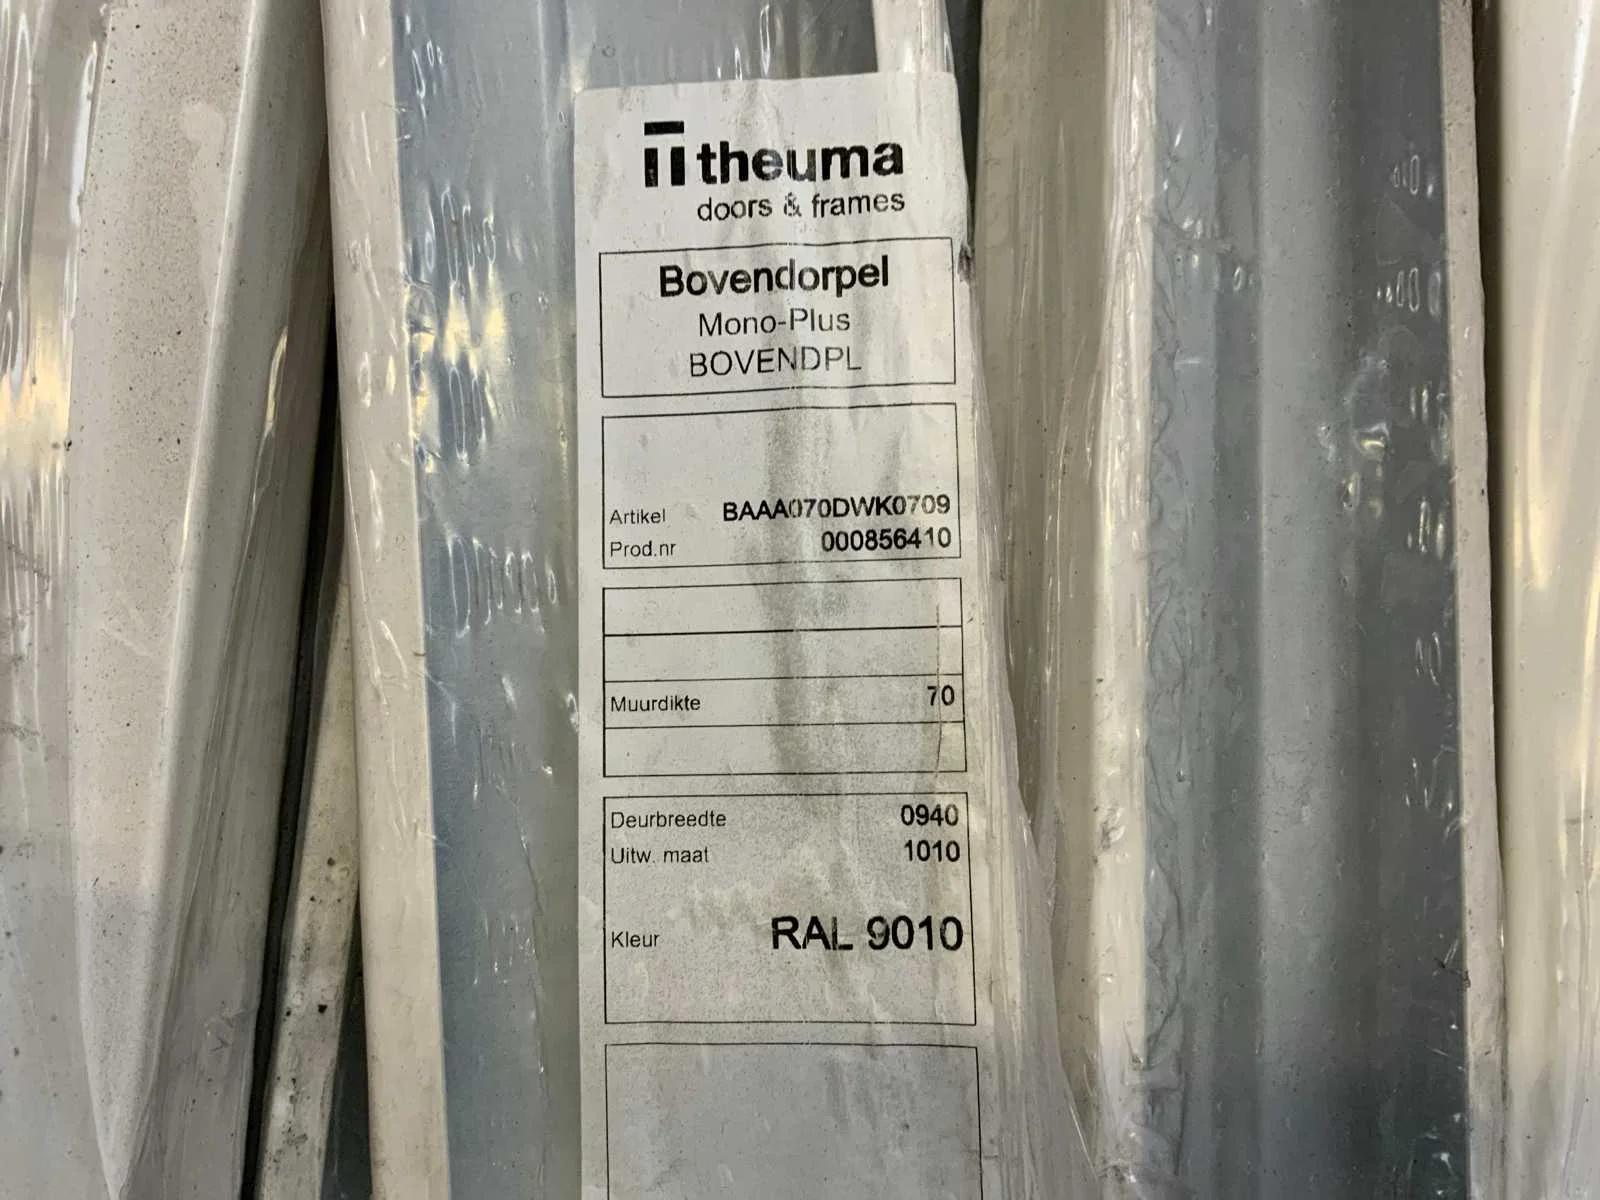 theuma
doors & frames
Bovendorpel
Mono-Plus
BOVENDPL
Artikel BAAA070DWK0709
Prod.nr 000856410
Muurdikte 70
Deurbreedte 0940
Uitw. maat 1010
Kleur RAL 9010